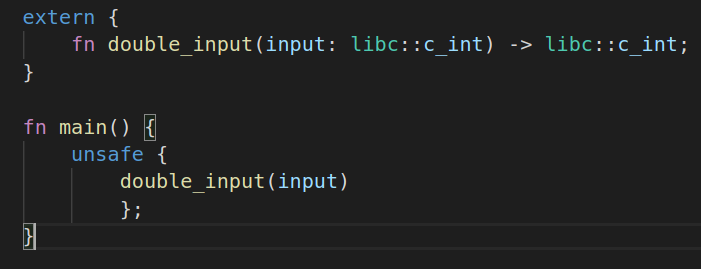 extern {
    fn double_input(input: libc::c_int) -> libc::c_int;
}

fn main() {
    unsafe {
        double_input(input)
        };
}